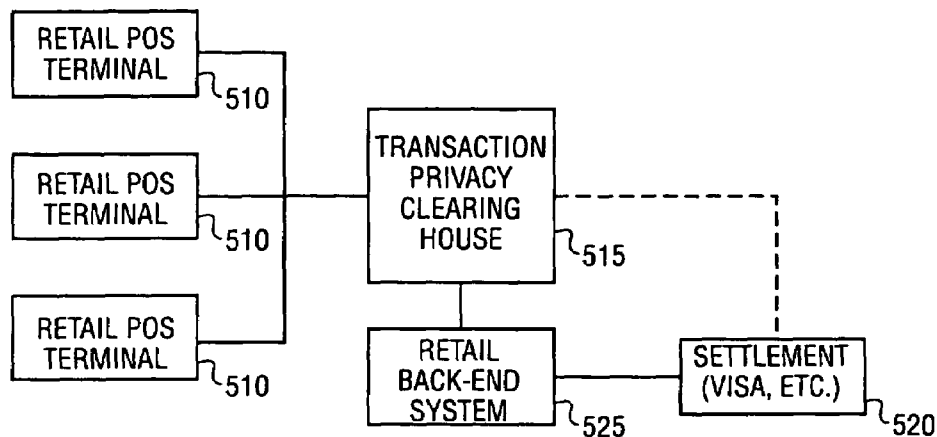 RETAIL POS
TERMINAL
510
RETAIL POS
TERMINAL
510
RETAIL POS
TERMINAL
510
TRANSACTION
PRIVACY
CLEARING
HOUSE
515
RETAIL
BACK-END
SYSTEM
525
SETTLEMENT
(VISA, ETC.)
520